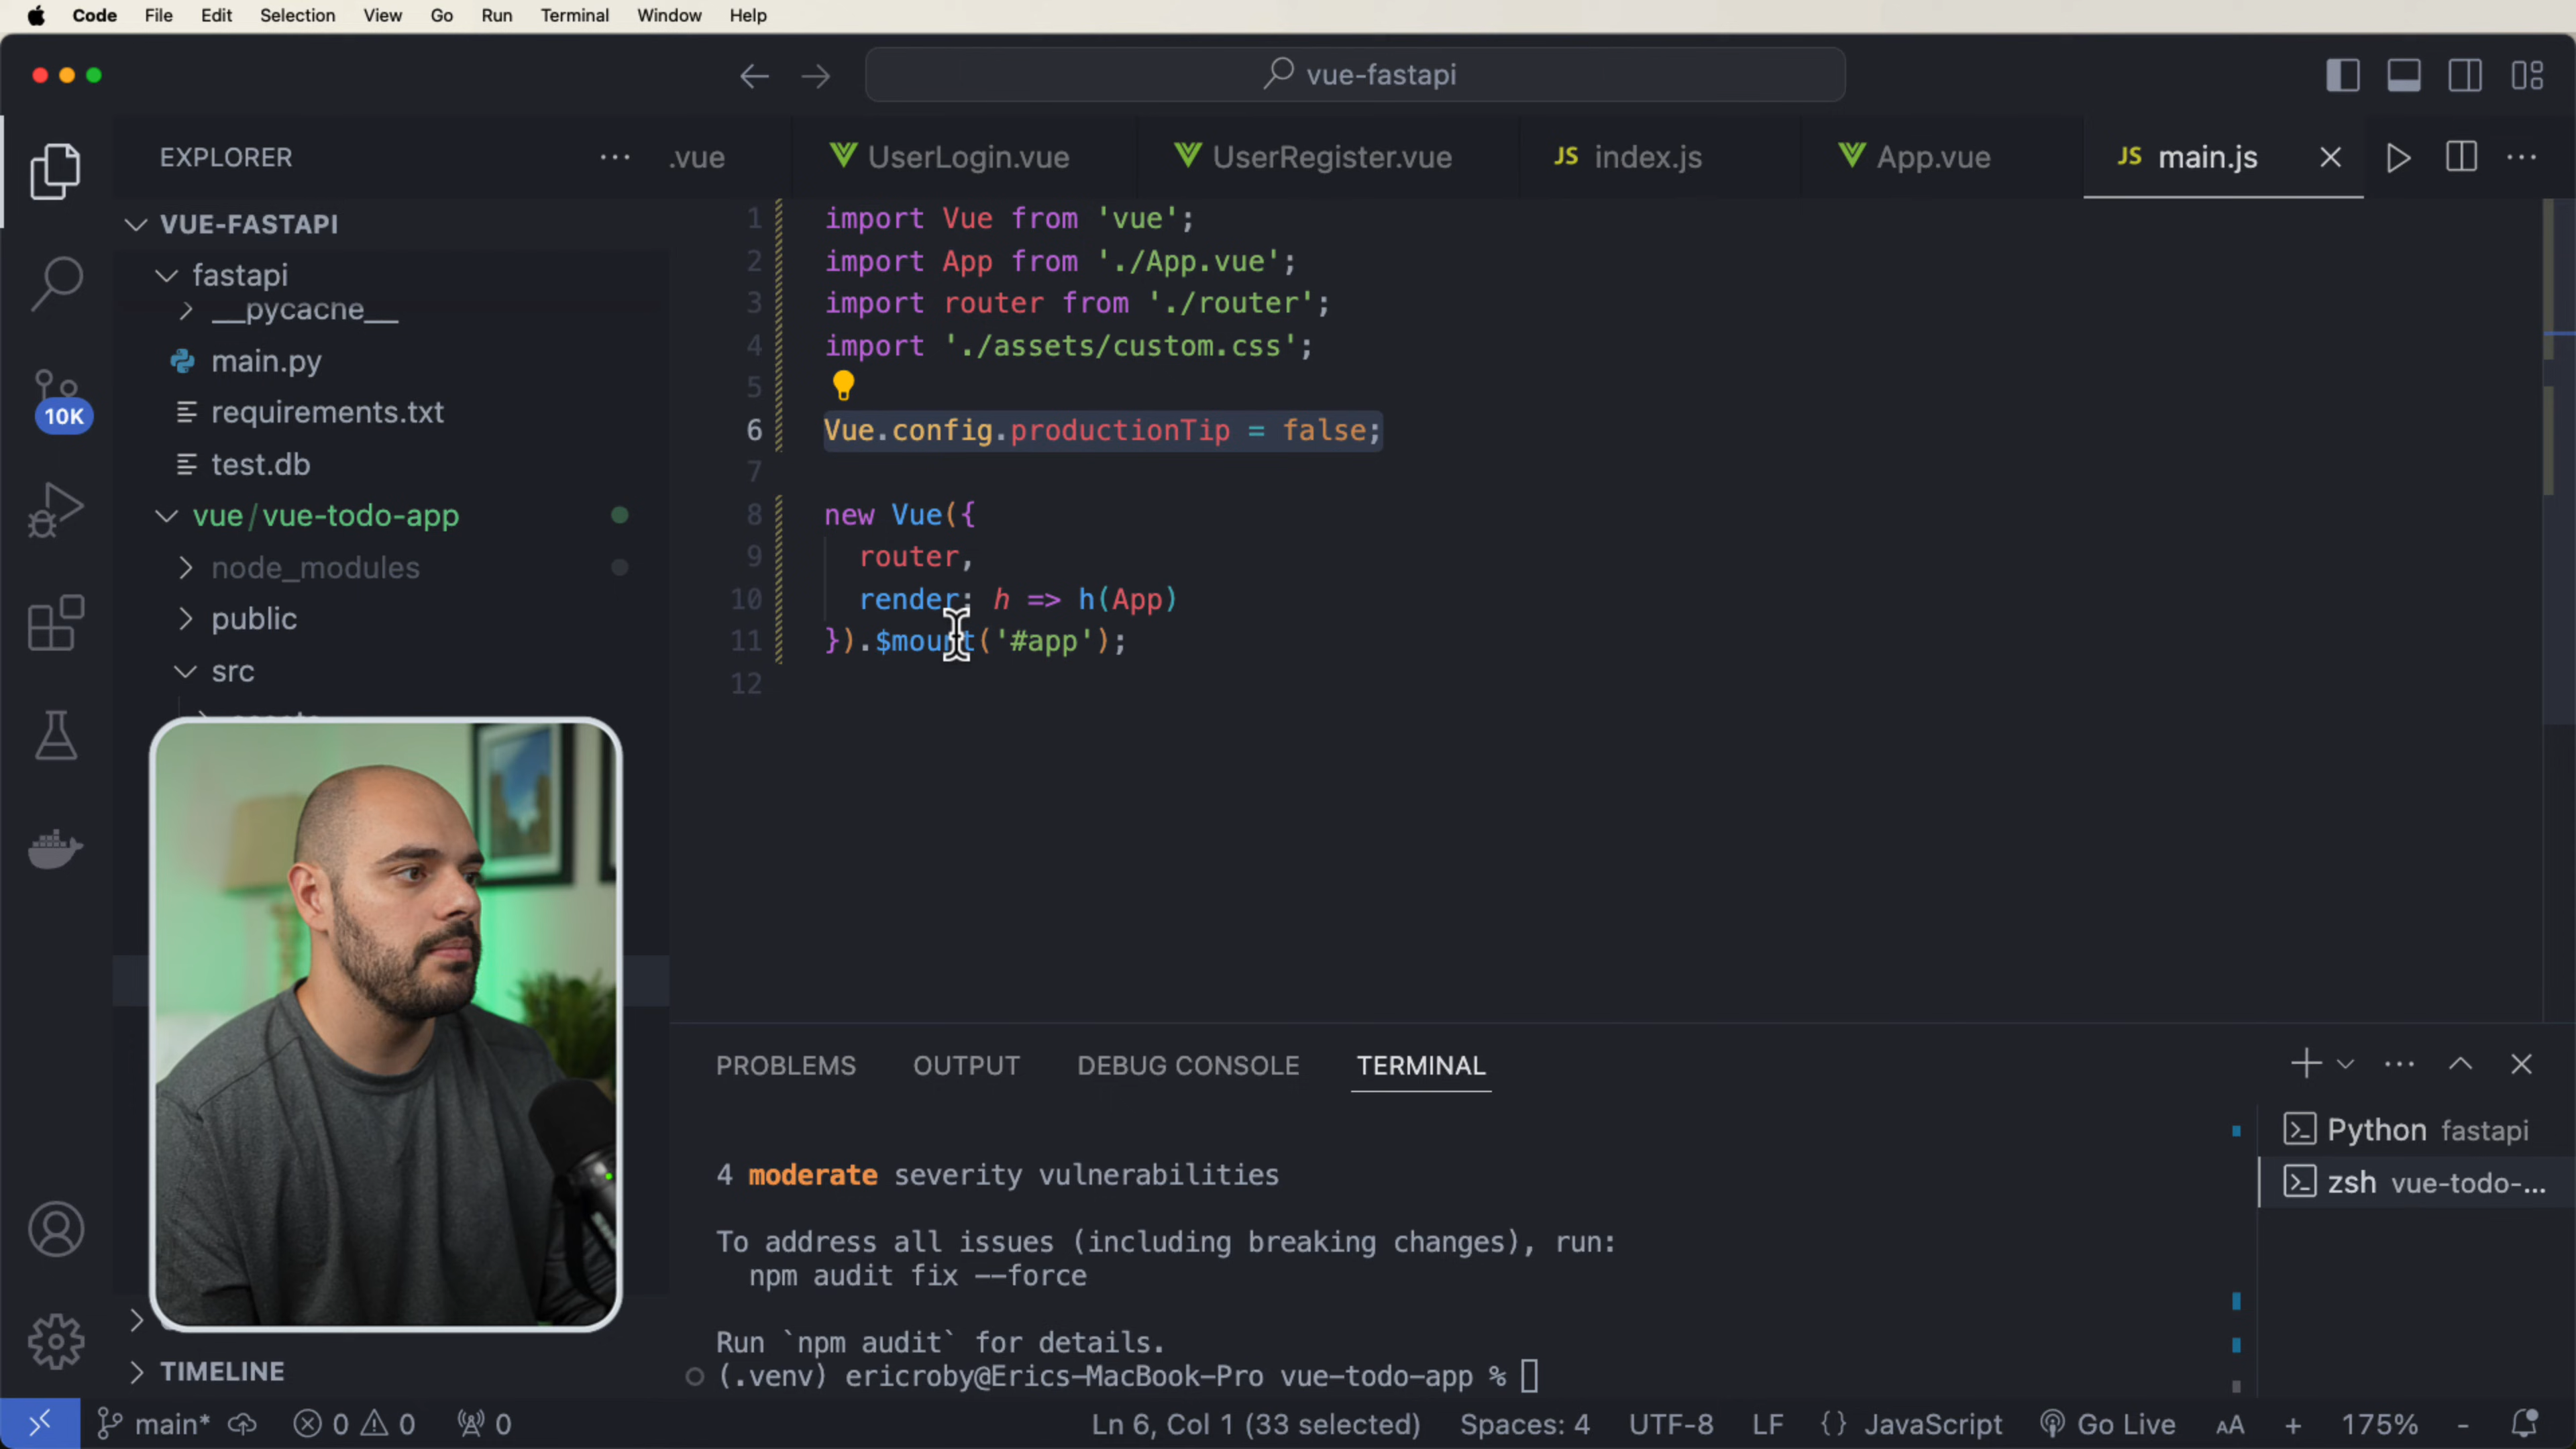 Code File Edit Selection View Go Run Terminal Window Help
vue-fastapi
EXPLORER
.vue UserLogin.vue UserRegister.vue JS index.js App.vue JS main.js
VUE-FASTAPI
fastapi
__pycache__
main.py
requirements.txt
test.db
vue/vue-todo-app
node_modules
public
src
10K
1 import Vue from 'vue';
2 import App from './App.vue';
3 import router from './router';
4 import './assets/custom.css';
5
6 Vue.config.productionTip = false;
7
8 new Vue({
9 router,
10 render: h => h(App)
11 }).$mount('#app');
12
PROBLEMS OUTPUT DEBUG CONSOLE TERMINAL
Python fastapi
zsh vue-todo-...
4 moderate severity vulnerabilities
To address all issues (including breaking changes), run:
npm audit fix --force
Run `npm audit` for details.
(.venv) ericroby@Erics-MacBook-Pro vue-todo-app %
TIMELINE
main* 0 0 0 Ln 6, Col 1 (33 selected) Spaces: 4 UTF-8 LF {} JavaScript Go Live AA + 175% -